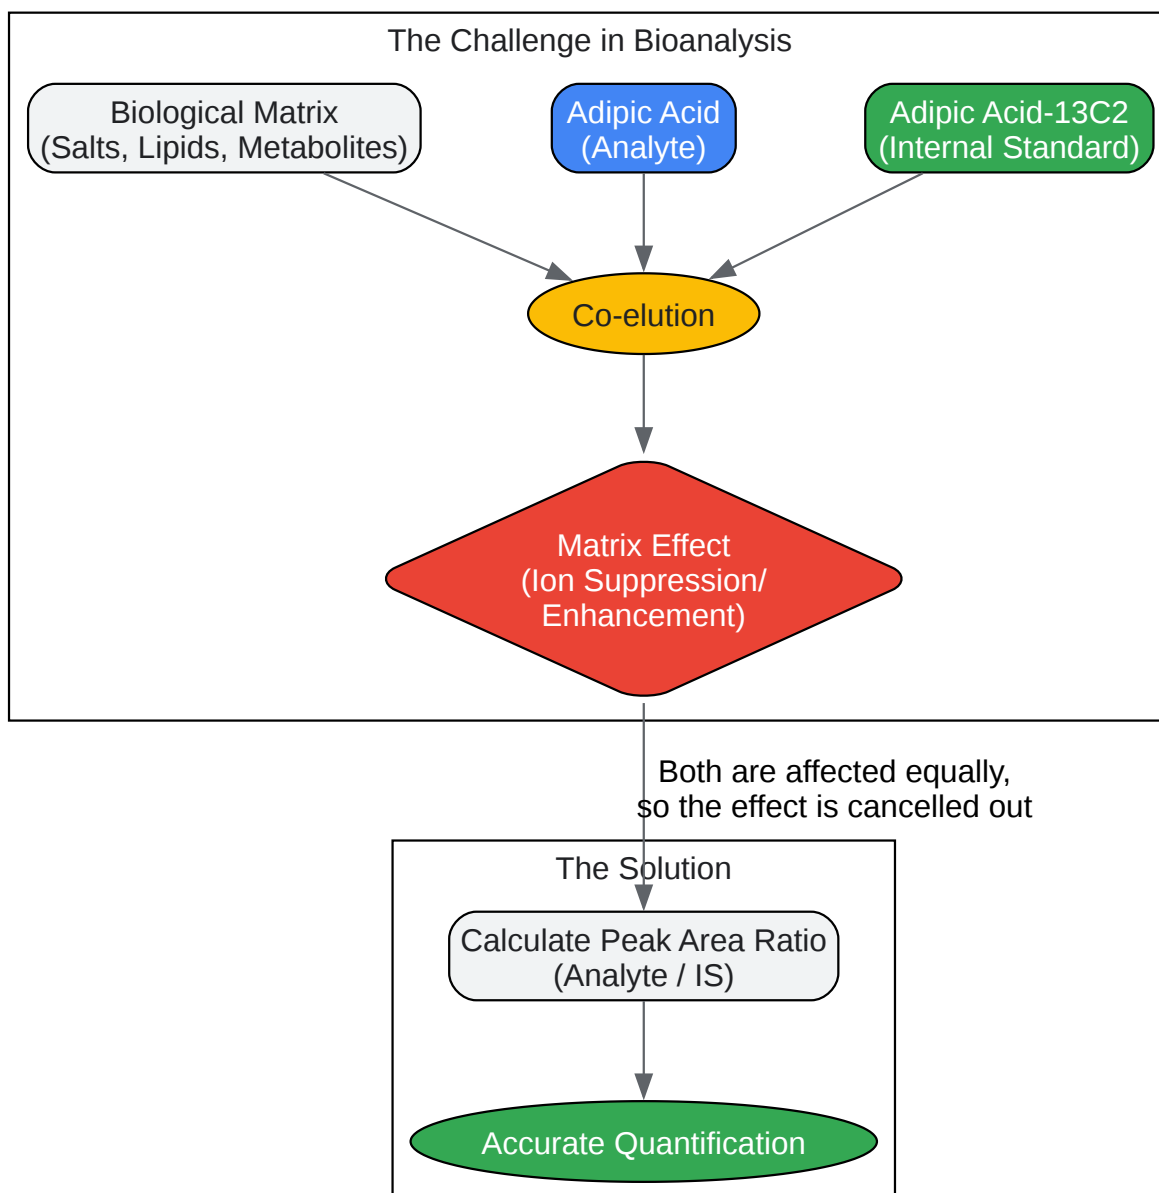 The Challenge in Bioanalysis
Biological Matrix
(Salts, Lipids, Metabolites)
Adipic Acid
(Analyte)
Adipic Acid-13C2
(Internal Standard)
Co-elution
Matrix Effect
(Ion Suppression/
Enhancement)
Both are affected equally,
so the effect is cancelled out
The Solution
Calculate Peak Area Ratio
(Analyte / IS)
Accurate Quantification